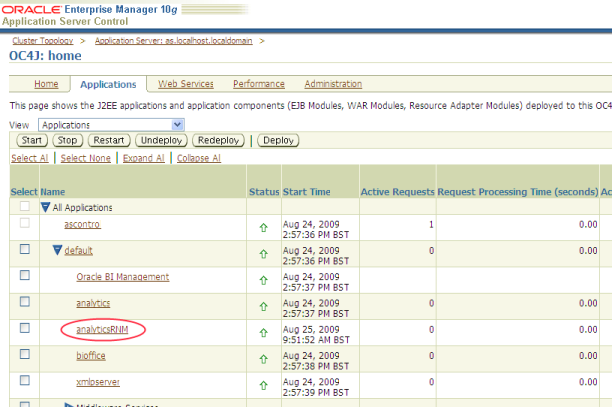 ORACLE Enterprise Manager 10g
Application Server Control
Cluster Topology > Application Server: as.localhost.localdomain >
OC4J: home
Home Applications Web Services Performance Administration
This page shows the J2EE applications and application components (EJB Modules, WAR Modules, Resource Adapter Modules) deployed to this OC4
View Applications
Start Stop Restart Undeploy Redeploy | Deploy
Select Al | Select None | Expand Al | Collapse Al
Select Name Status Start Time Active Requests Request Processing Time (seconds) Ac
All Applications
ascontro Aug 24, 2009 1 0.00
2:57:36 PM BST
default Aug 24, 2009 0 0.00
2:57:36 PM BST
Oracle BI Management Aug 24, 2009
2:57:37 PM BST
analytics Aug 24, 2009 0 0.00
2:57:37 PM BST
analyticsRNM Aug 25, 2009 0 0.00
9:51:52 AM BST
bioffice Aug 24, 2009 0 0.00
2:57:38 PM BST
xmlpserver Aug 24, 2009 0 0.00
2:57:39 PM BST
Middleware Services